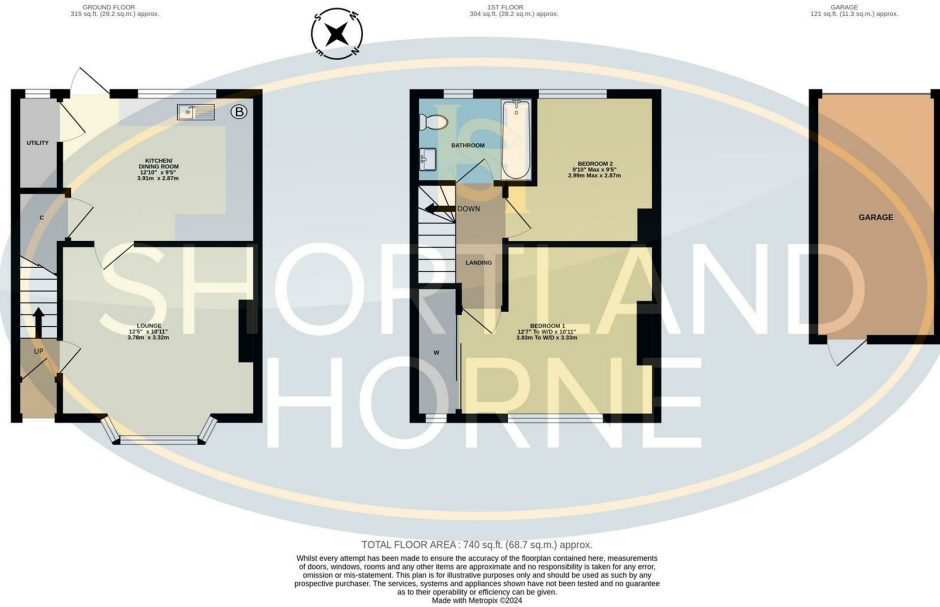 GROUND FLOOR
315 sq.ft. (29.2 sq.m.) approx.
1ST FLOOR
304 sq.ft. (28.2 sq.m.) approx.
GARAGE
121 sq.ft. (11.3 sq.m.) approx.
S
W
E
N
UTILITY
B
KITCHEN/
DINING ROOM
12'10" x 9'5"
3.91m x 2.87m
C
LOUNGE
12'5" x 10'11"
3.78m x 3.32m
UP
BATHROOM
BEDROOM 2
9'10" Max x 9'5"
2.99m Max x 2.87m
DOWN
LANDING
BEDROOM 1
12'7" To W/D x 10'11"
3.83m To W/D x 3.33m
W
GARAGE
SHORTLAND
HORNE
TOTAL FLOOR AREA : 740 sq.ft. (68.7 sq.m.) approx.
Whilst every attempt has been made to ensure the accuracy of the floorplan contained here, measurements
of doors, windows, rooms and any other items are approximate and no responsibility is taken for any error,
omission or mis-statement. This plan is for illustrative purposes only and should be used as such by any
prospective purchaser. The services, systems and appliances shown have not been tested and no guarantee
as to their operability or efficiency can be given.
Made with Metropix ©2024